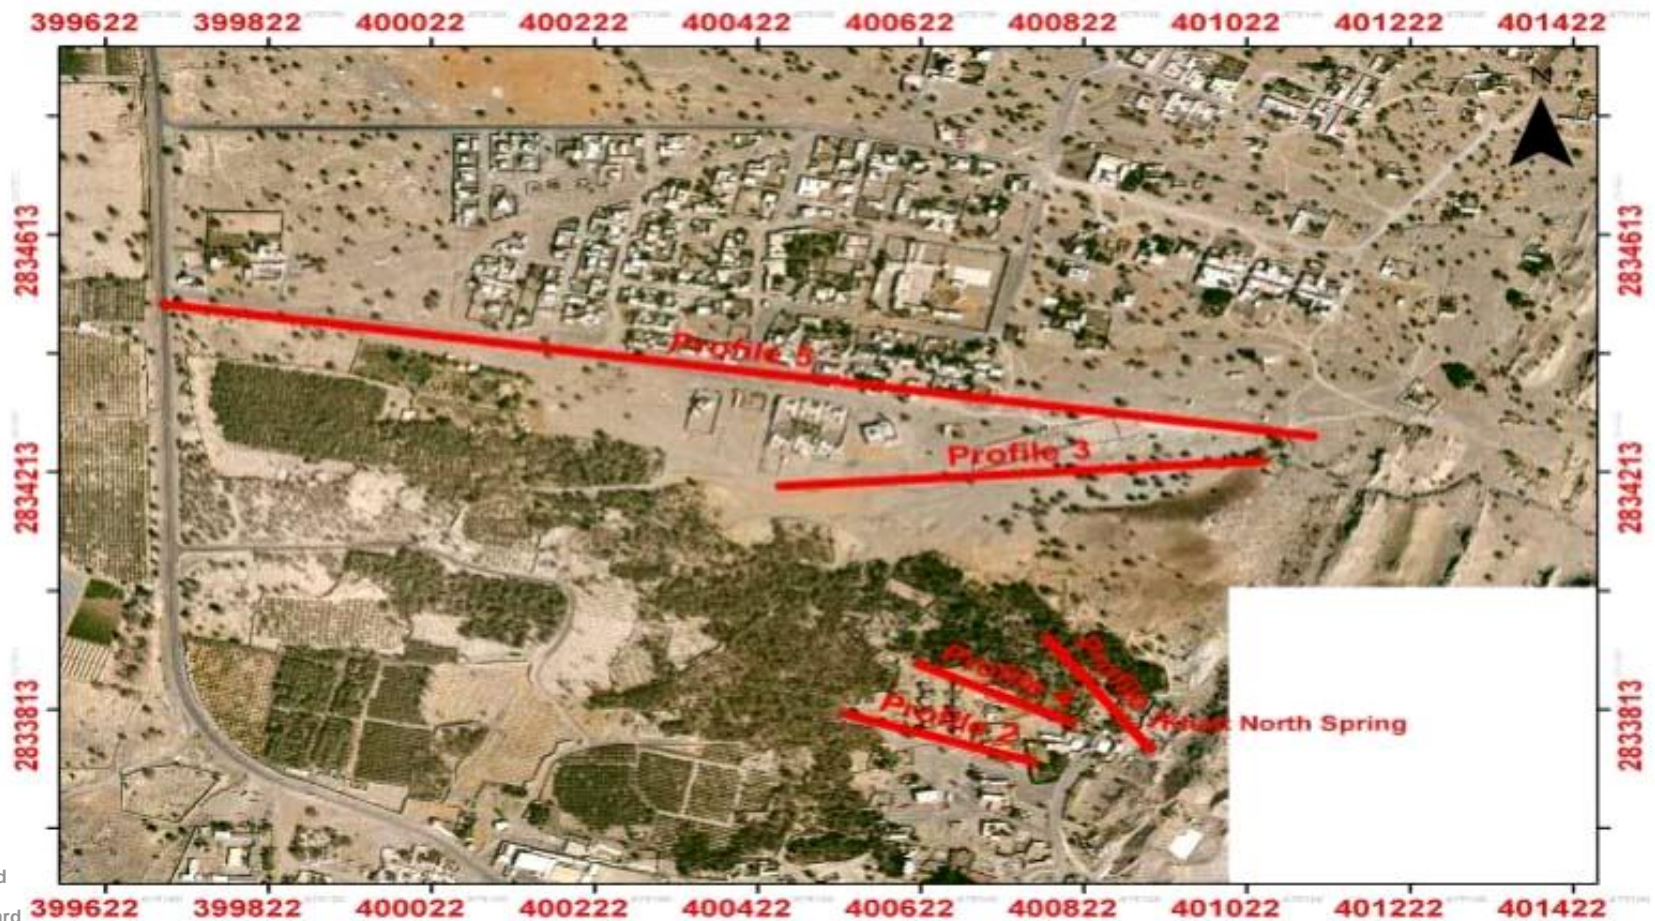 399622 399822 400022 400222 400422 400622 400822 401022 401222 401422
N
2834613 2834613
Profile 5
Profile 3
2834213 2834213
Profile
Profile
Profile 2
North Spring
2833813 2833813
399622 399822 400022 400222 400422 400622 400822 401022 401222 401422